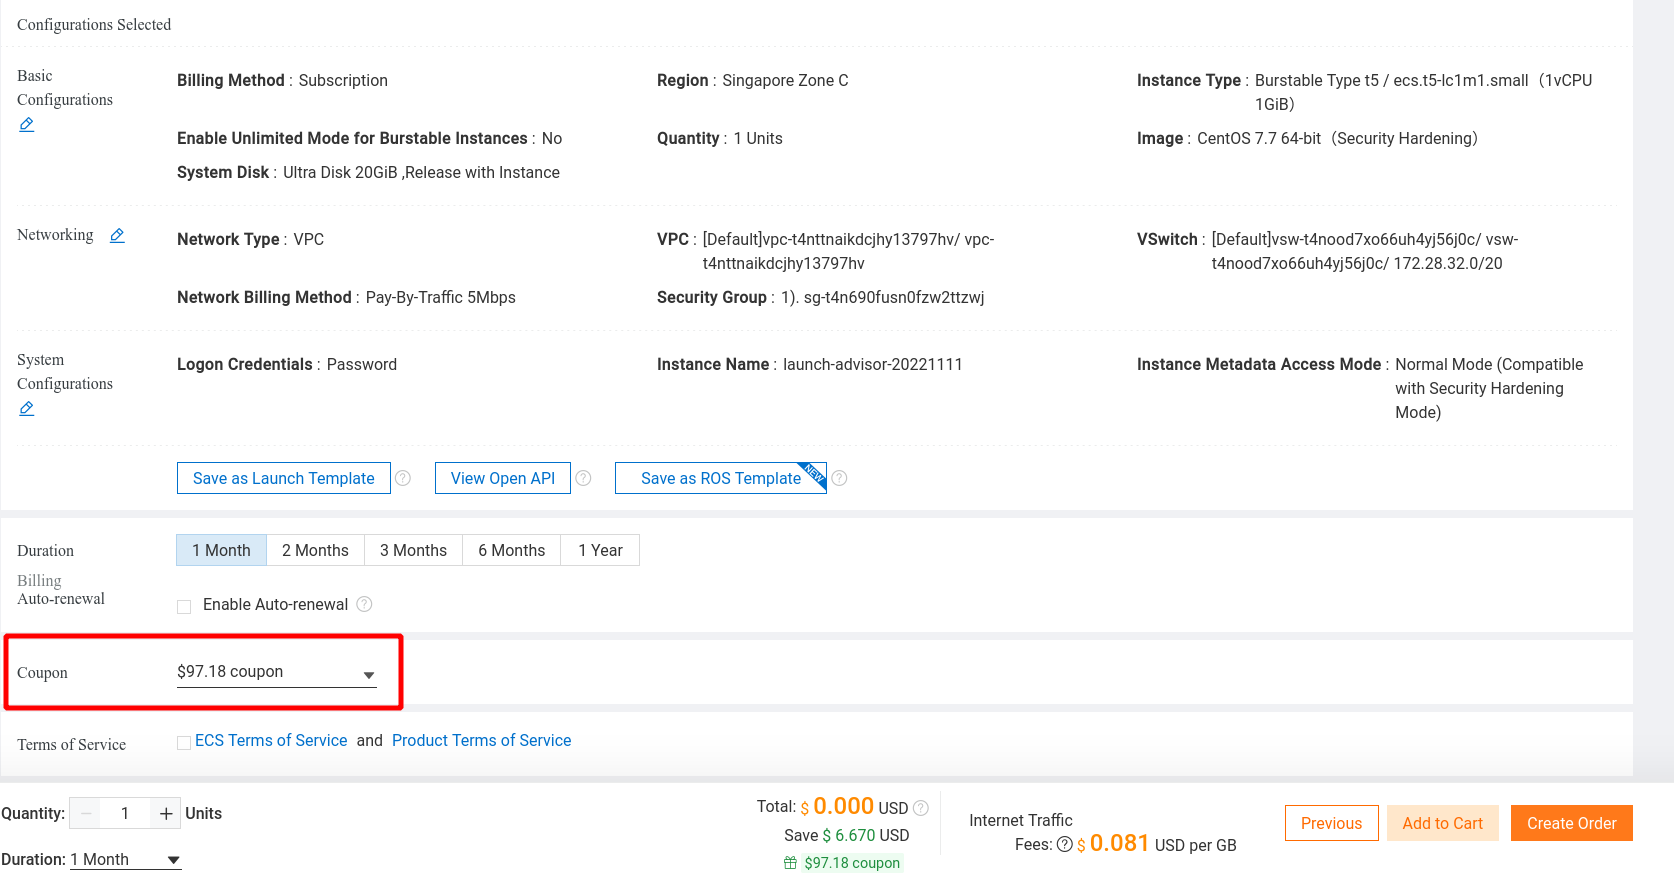 Configurations Selected
Basic
Configurations
Billing Method : Subscription
Region : Singapore Zone C
Instance Type : Burstable Type t5 / ecs.t5-lc1m1.small（1vCPU
1GiB）
Enable Unlimited Mode for Burstable Instances : No
Quantity : 1 Units
Image : CentOS 7.7 64-bit（Security Hardening）
System Disk : Ultra Disk 20GiB ,Release with Instance
Networking
Network Type : VPC
VPC : [Default]vpc-t4nttnaikdcjhy13797hv/ vpc-
t4nttnaikdcjhy13797hv
VSwitch : [Default]vsw-t4nood7xo66uh4yj56j0c/ vsw-
t4nood7xo66uh4yj56j0c/ 172.28.32.0/20
Network Billing Method : Pay-By-Traffic 5Mbps
Security Group : 1). sg-t4n690fusn0fzw2ttzwj
System
Configurations
Logon Credentials : Password
Instance Name : launch-advisor-20221111
Instance Metadata Access Mode : Normal Mode (Compatible
with Security Hardening
Mode)
Save as Launch Template ?
View Open API ?
Save as ROS Template NEW ?
Duration
1 Month
2 Months
3 Months
6 Months
1 Year
Billing
Auto-renewal
Enable Auto-renewal ?
Coupon
$97.18 coupon
Terms of Service
ECS Terms of Service and Product Terms of Service
Quantity: − 1 + Units
Duration: 1 Month
Total: $ 0.000 USD ?
Save $ 6.670 USD
$97.18 coupon
Internet Traffic
Fees: ? $ 0.081 USD per GB
Previous
Add to Cart
Create Order